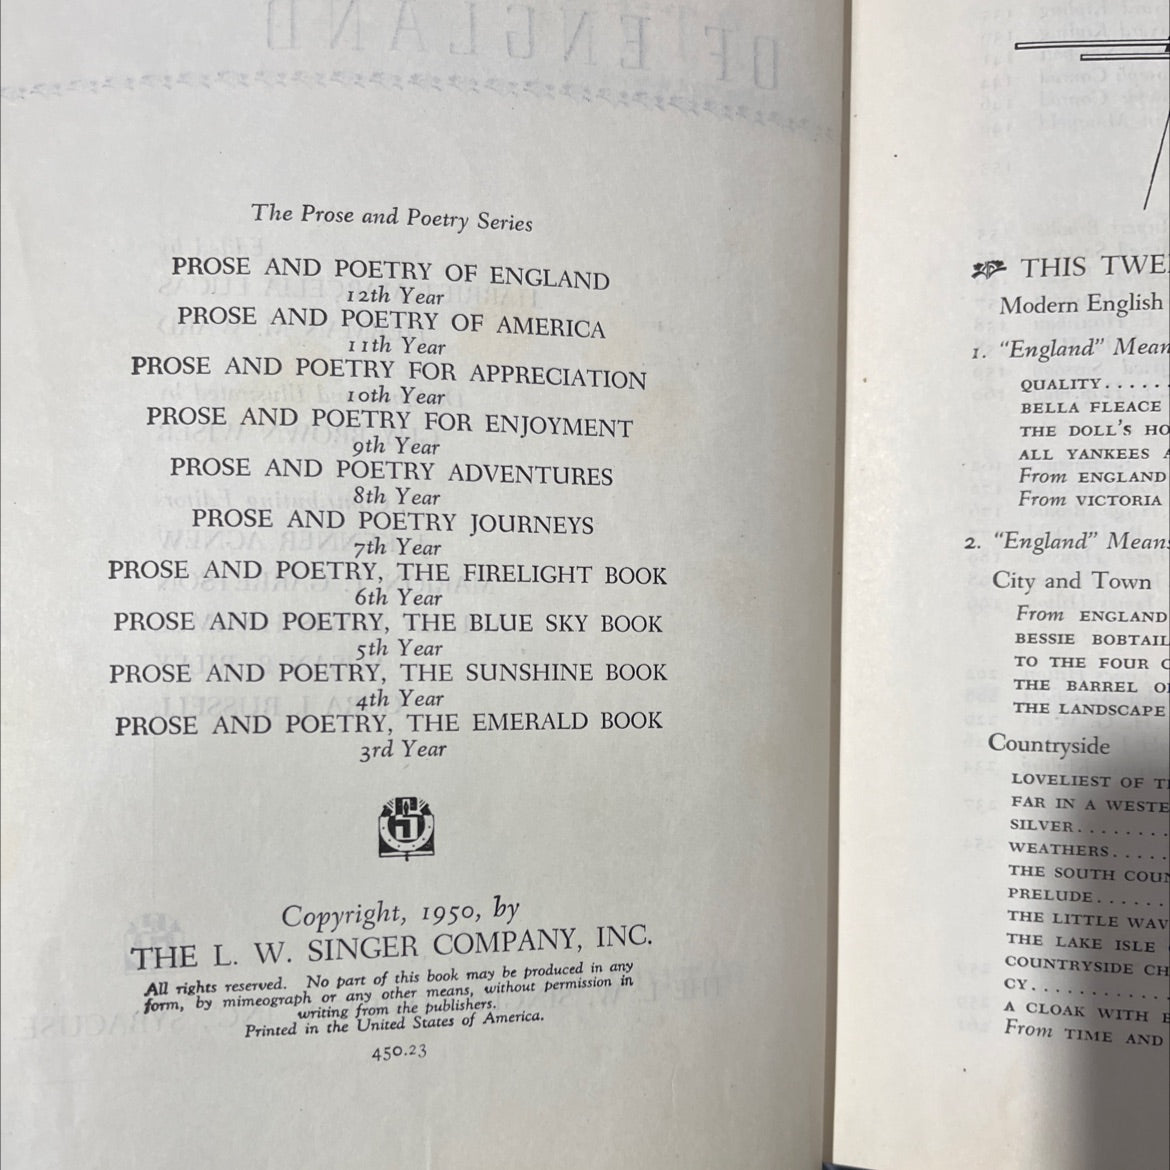 OF ENGLAND
The Prose and Poetry Series
PROSE AND POETRY OF ENGLAND
12th Year
PROSE AND POETRY OF AMERICA
11th Year
PROSE AND POETRY FOR APPRECIATION
10th Year
PROSE AND POETRY FOR ENJOYMENT
9th Year
PROSE AND POETRY ADVENTURES
8th Year
PROSE AND POETRY JOURNEYS
7th Year
PROSE AND POETRY, THE FIRELIGHT BOOK
6th Year
PROSE AND POETRY, THE BLUE SKY BOOK
5th Year
PROSE AND POETRY, THE SUNSHINE BOOK
4th Year
PROSE AND POETRY, THE EMERALD BOOK
3rd Year
Copyright, 1950, by
THE L. W. SINGER COMPANY, INC.
All rights reserved. No part of this book may be produced in any
form, by mimeograph or any other means, without permission in
writing from the publishers.
Printed in the United States of America.
450.23
THIS TWE
Modern English
1. "England" Mean
QUALITY.....
BELLA FLEACE
THE DOLL'S HO
ALL YANKEES A
From ENGLAND
From VICTORIA
2. "England" Means
City and Town
From ENGLAND
BESSIE BOBTAIL
TO THE FOUR C
THE BARREL O
THE LANDSCAPE
Countryside
LOVELIEST OF T
FAR IN A WESTE
SILVER........
WEATHERS.....
THE SOUTH COUN
PRELUDE.......
THE LITTLE WAV
THE LAKE ISLE
COUNTRYSIDE CH
CY............
A CLOAK WITH E
From TIME AND